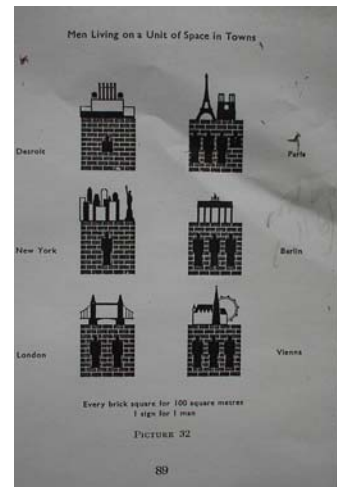 Men Living on a Unit of Space in Towns
Detroit
Paris
New York
Berlin
London
Vienna
Every brick square for 100 square metres
1 sign for 1 man
PICTURE 32
89